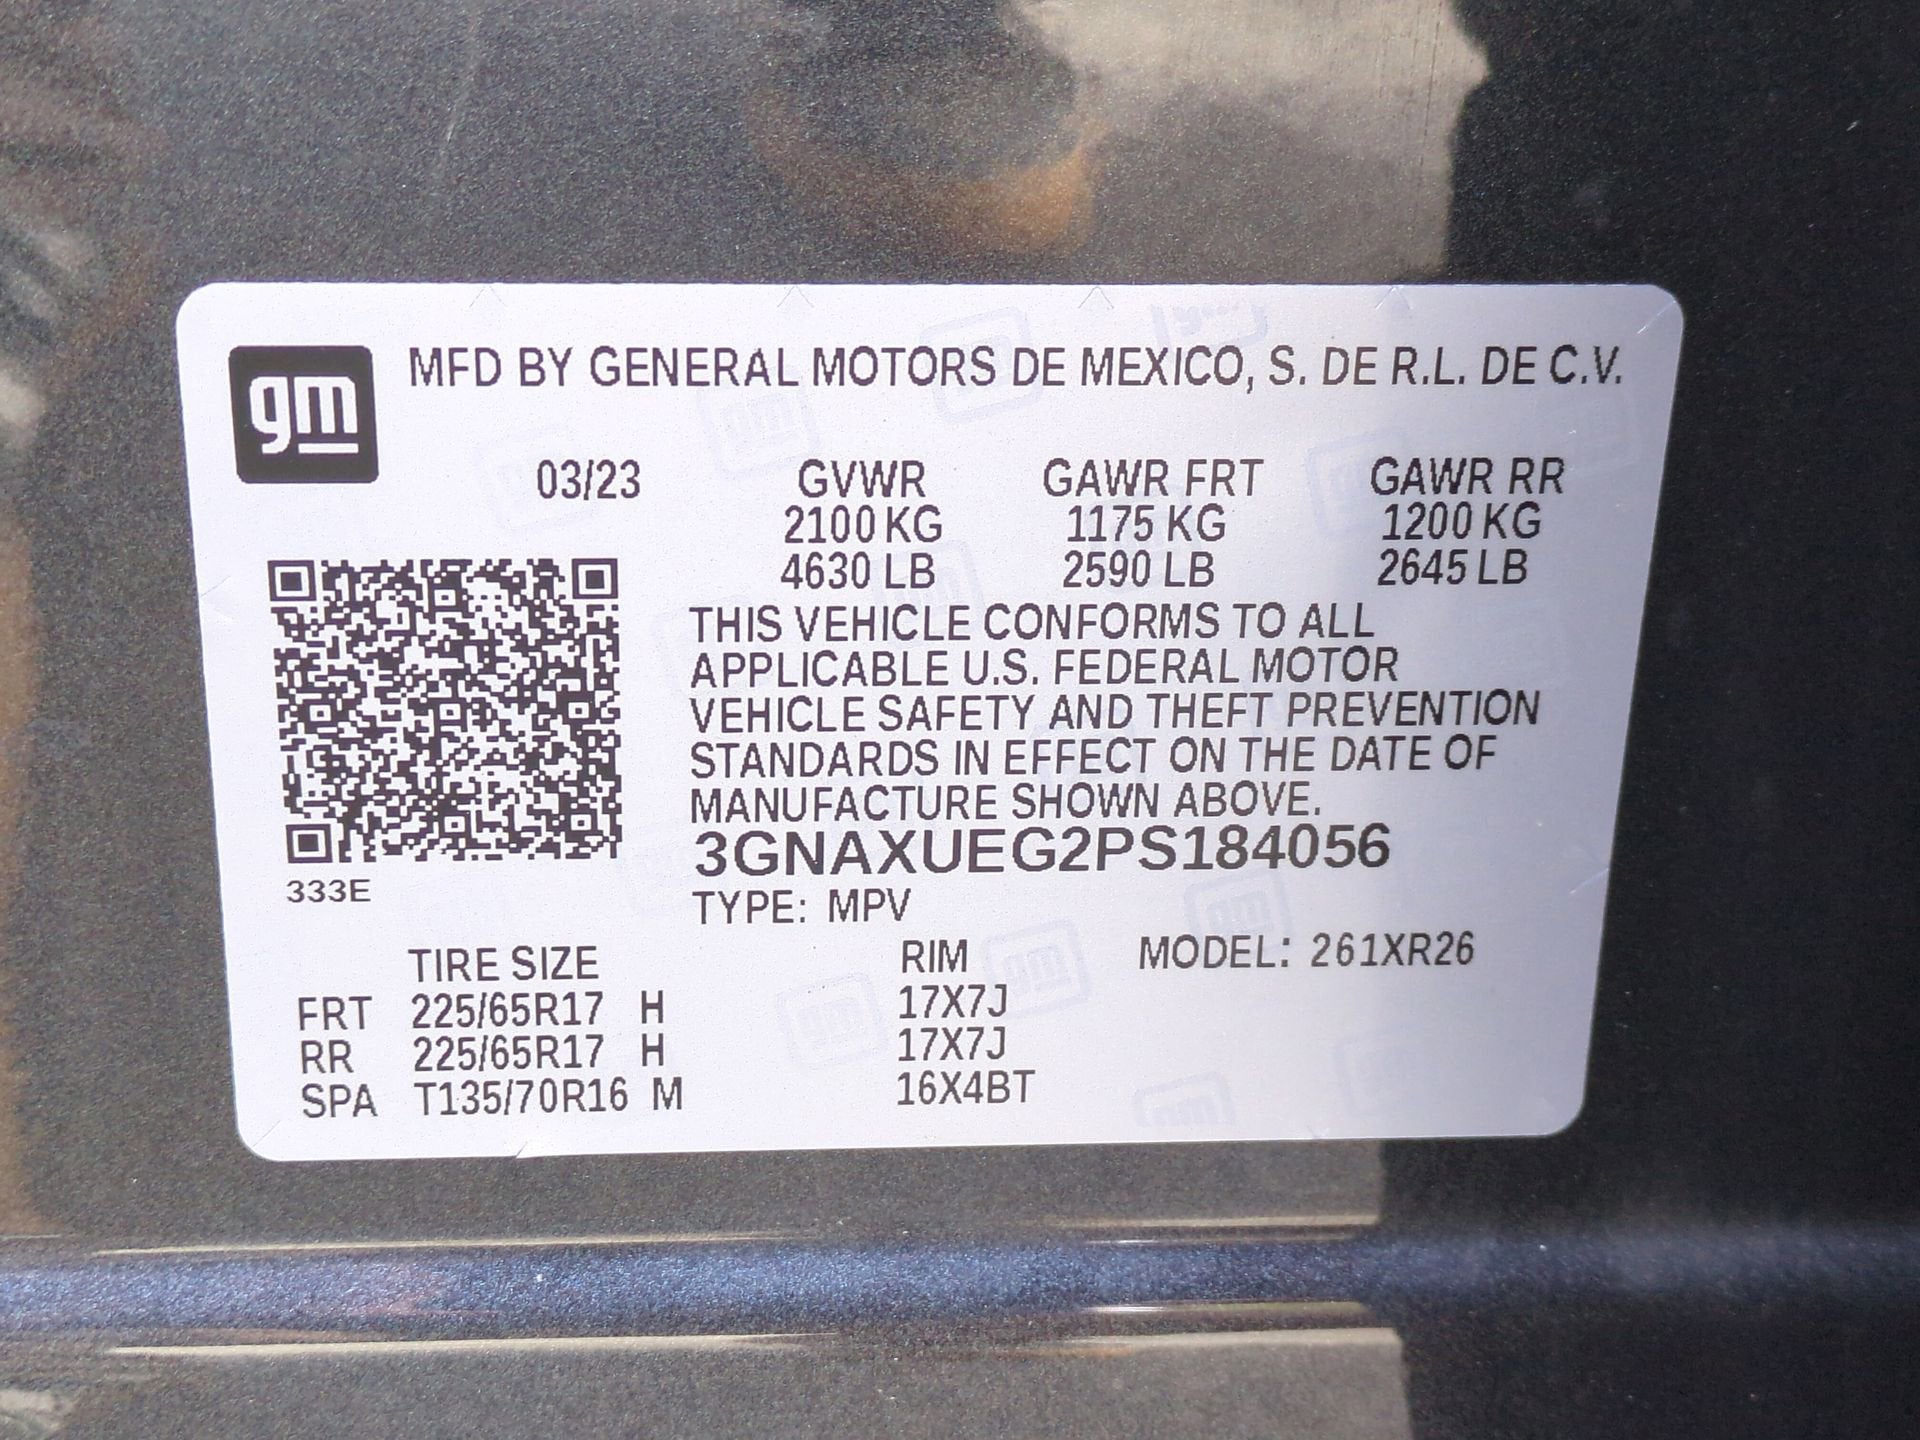 gm
MFD BY GENERAL MOTORS DE MEXICO, S. DE R.L. DE C.V.
03/23 GVWR GAWR FRT GAWR RR
2100 KG 1175 KG 1200 KG
4630 LB 2590 LB 2645 LB
THIS VEHICLE CONFORMS TO ALL
APPLICABLE U.S. FEDERAL MOTOR
VEHICLE SAFETY AND THEFT PREVENTION
STANDARDS IN EFFECT ON THE DATE OF
MANUFACTURE SHOWN ABOVE.
3GNAXUEG2PS184056
333E
TYPE: MPV
TIRE SIZE RIM MODEL: 261XR26
FRT 225/65R17 H 17X7J
RR 225/65R17 H 17X7J
SPA T135/70R16 M 16X4BT